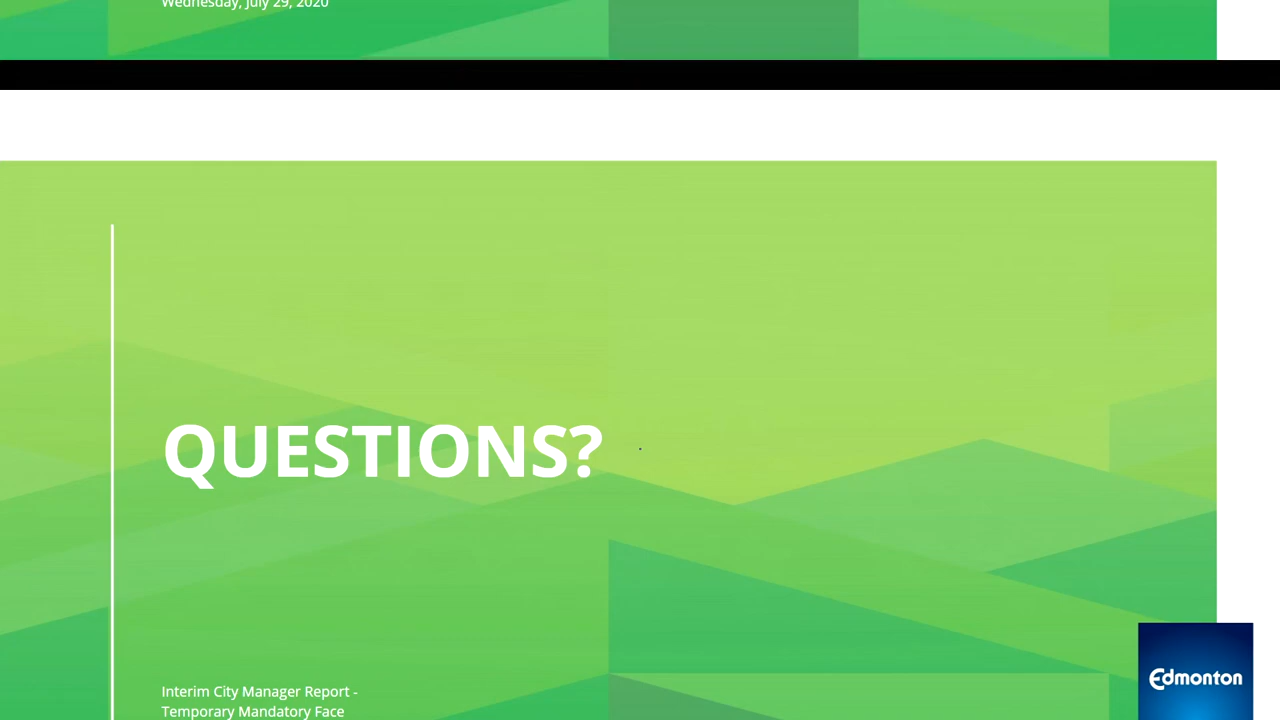 Wednesday, July 29, 2020
QUESTIONS?
Interim City Manager Report -
Temporary Mandatory Face
Edmonton